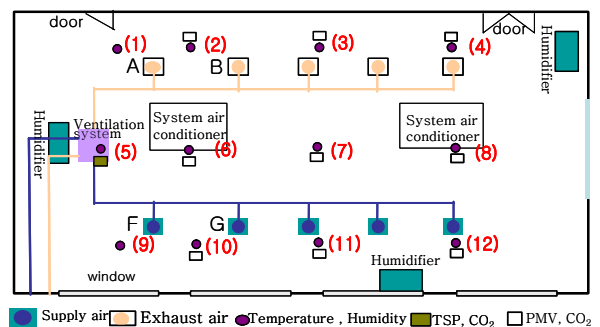 door
door
(1)
(2)
(3)
(4)
Humidifier
A
B
Humidifier
Ventilation
system
System air
conditioner
System air
conditioner
(5)
(6)
(7)
(8)
F
G
(9)
(10)
(11)
(12)
Humidifier
window
Supply air
Exhaust air
Temperature , Humidity
TSP, CO₂
PMV, CO₂